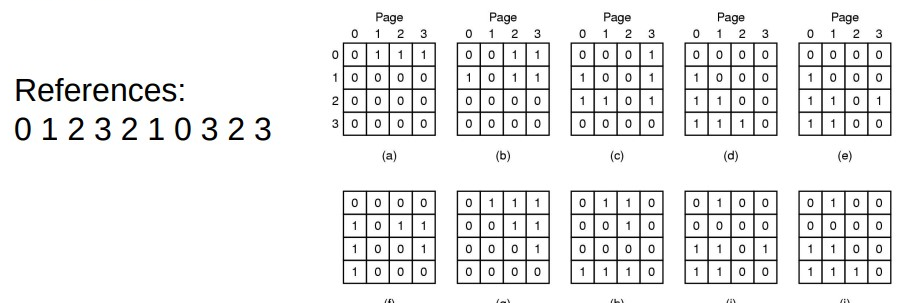 References:
0 1 2 3 2 1 0 3 2 3
Page Page Page Page Page
0 1 2 3 0 1 2 3 0 1 2 3 0 1 2 3 0 1 2 3
0 0 1 1 1 0 0 1 1 0 0 0 1 0 0 0 0 0 0 0 0
1 0 0 0 0 1 0 1 1 1 0 0 1 1 0 0 0 1 0 0 0
2 0 0 0 0 0 0 0 0 1 1 0 1 1 1 0 0 1 1 0 1
3 0 0 0 0 0 0 0 0 0 0 0 0 1 1 1 0 1 1 0 0
(a) (b) (c) (d) (e)
0 0 0 0 0 1 1 1 0 1 1 0 0 1 0 0 0 1 0 0
1 0 1 1 0 0 1 1 0 0 1 0 0 0 0 0 0 0 0 0
1 0 0 1 0 0 0 1 0 0 0 0 1 1 0 1 1 1 0 0
1 0 0 0 0 0 0 0 1 1 1 0 1 1 0 0 1 1 1 0